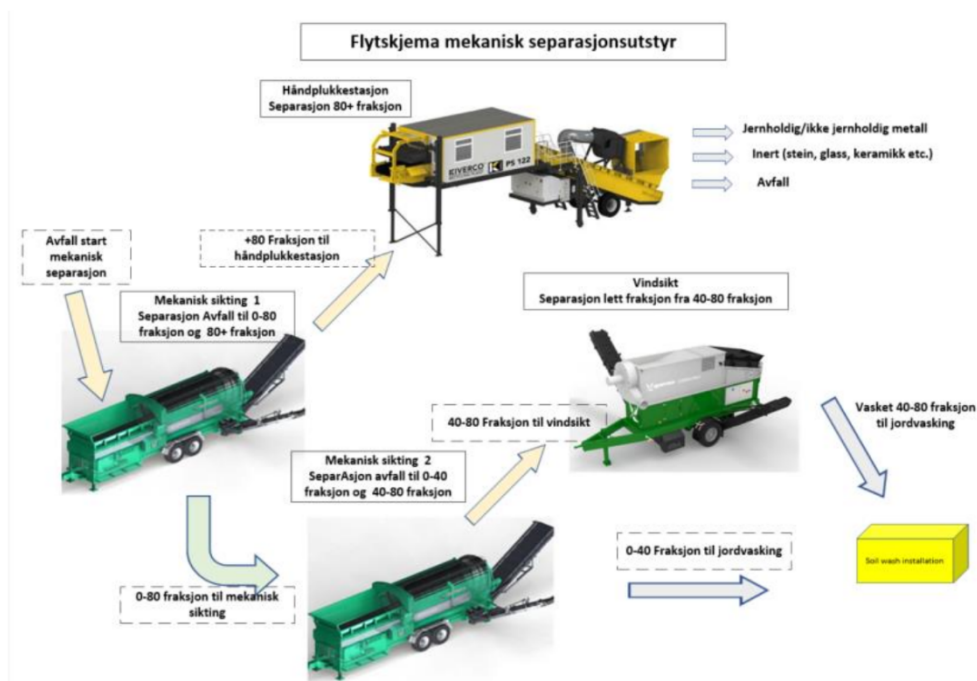 Flytskjema mekanisk separasjonsutstyr
Håndplukkestasjon
Separasjon 80+ fraksjon
KIVERCO
PS 122
Jernholdig/ikke jernholdig metall
Inert (stein, glass, keramikk etc.)
Avfall
Avfall start
mekanisk
separasjon
+80 Fraksjon til
håndplukkestasjon
Mekanisk sikting 1
Separasjon Avfall til 0-80
fraksjon og 80+ fraksjon
Vindsikt
Separasjon lett fraksjon fra 40-80 fraksjon
40-80 Fraksjon til vindsikt
Vasket 40-80 fraksjon
til jordvasking
Mekanisk sikting 2
SeparAsjon avfall til 0-40
fraksjon og 40-80 fraksjon
0-40 Fraksjon til jordvasking
Soil wash installation
0-80 fraksjon til mekanisk
sikting